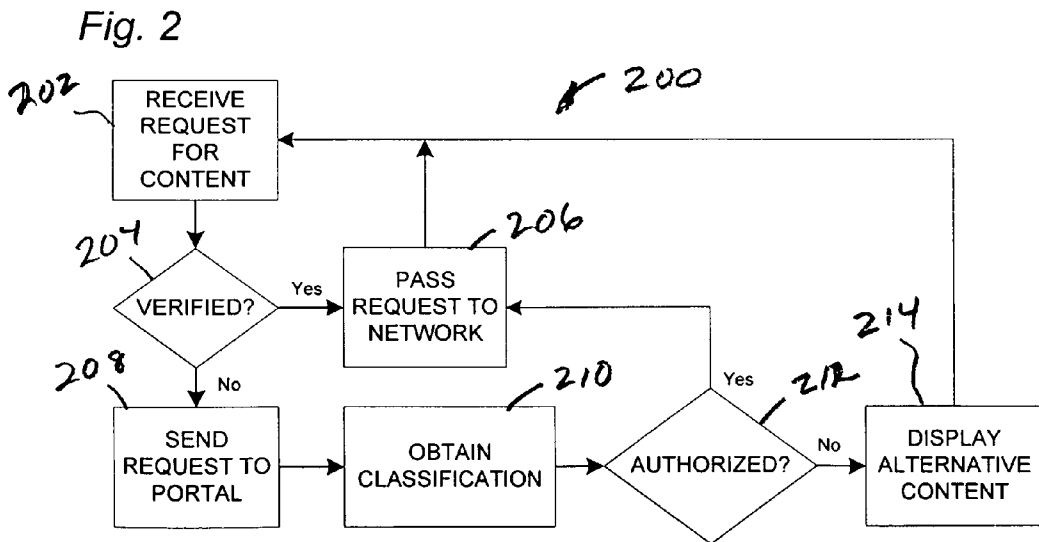 Fig. 2
202
RECEIVE
REQUEST
FOR
CONTENT
200
204
VERIFIED?
Yes
206
PASS
REQUEST TO
NETWORK
208
No
SEND
REQUEST TO
PORTAL
210
OBTAIN
CLASSIFICATION
212
Yes
AUTHORIZED?
No
214
DISPLAY
ALTERNATIVE
CONTENT